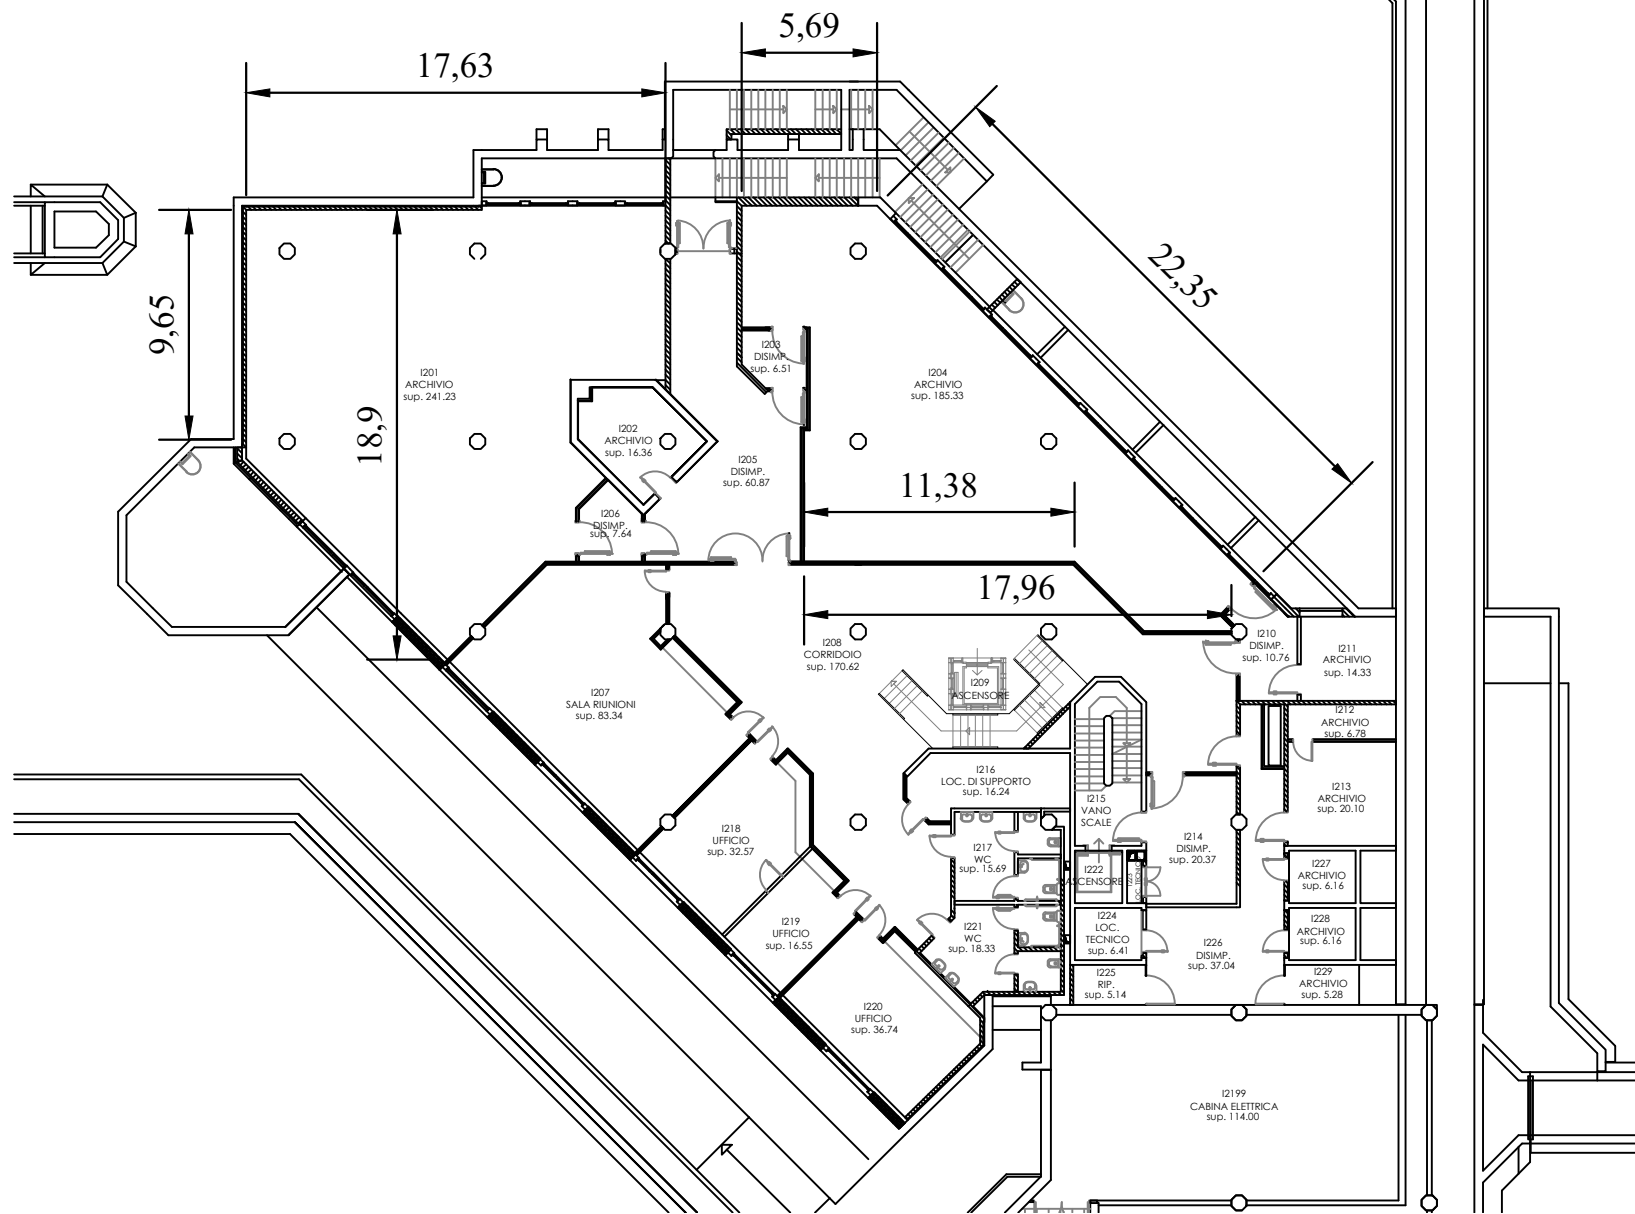 5,69
17,63
22,35
9,65
18,9
11,38
17,96
I201
ARCHIVIO
sup. 241.23
I202
ARCHIVIO
sup. 16.36
I203
DISIMP.
sup. 6.51
I204
ARCHIVIO
sup. 185.33
I205
DISIMP.
sup. 60.87
I206
DISIMP.
sup. 7.64
I207
SALA RIUNIONI
sup. 83.34
I208
CORRIDOIO
sup. 170.62
I209
ASCENSORE
I210
DISIMP.
sup. 10.76
I211
ARCHIVIO
sup. 14.33
I212
ARCHIVIO
sup. 6.78
I213
ARCHIVIO
sup. 20.10
I214
DISIMP.
sup. 20.37
I215
VANO
SCALE
I216
LOC. DI SUPPORTO
sup. 16.24
I217
WC
sup. 15.69
I218
UFFICIO
sup. 32.57
I219
UFFICIO
sup. 16.55
I220
UFFICIO
sup. 36.74
I221
WC
sup. 18.33
I222
ASCENSORE
I224
LOC.
TECNICO
sup. 6.41
I225
RIP.
sup. 5.14
I226
DISIMP.
sup. 37.04
I227
ARCHIVIO
sup. 6.16
I228
ARCHIVIO
sup. 6.16
I229
ARCHIVIO
sup. 5.28
I2199
CABINA ELETTRICA
sup. 114.00